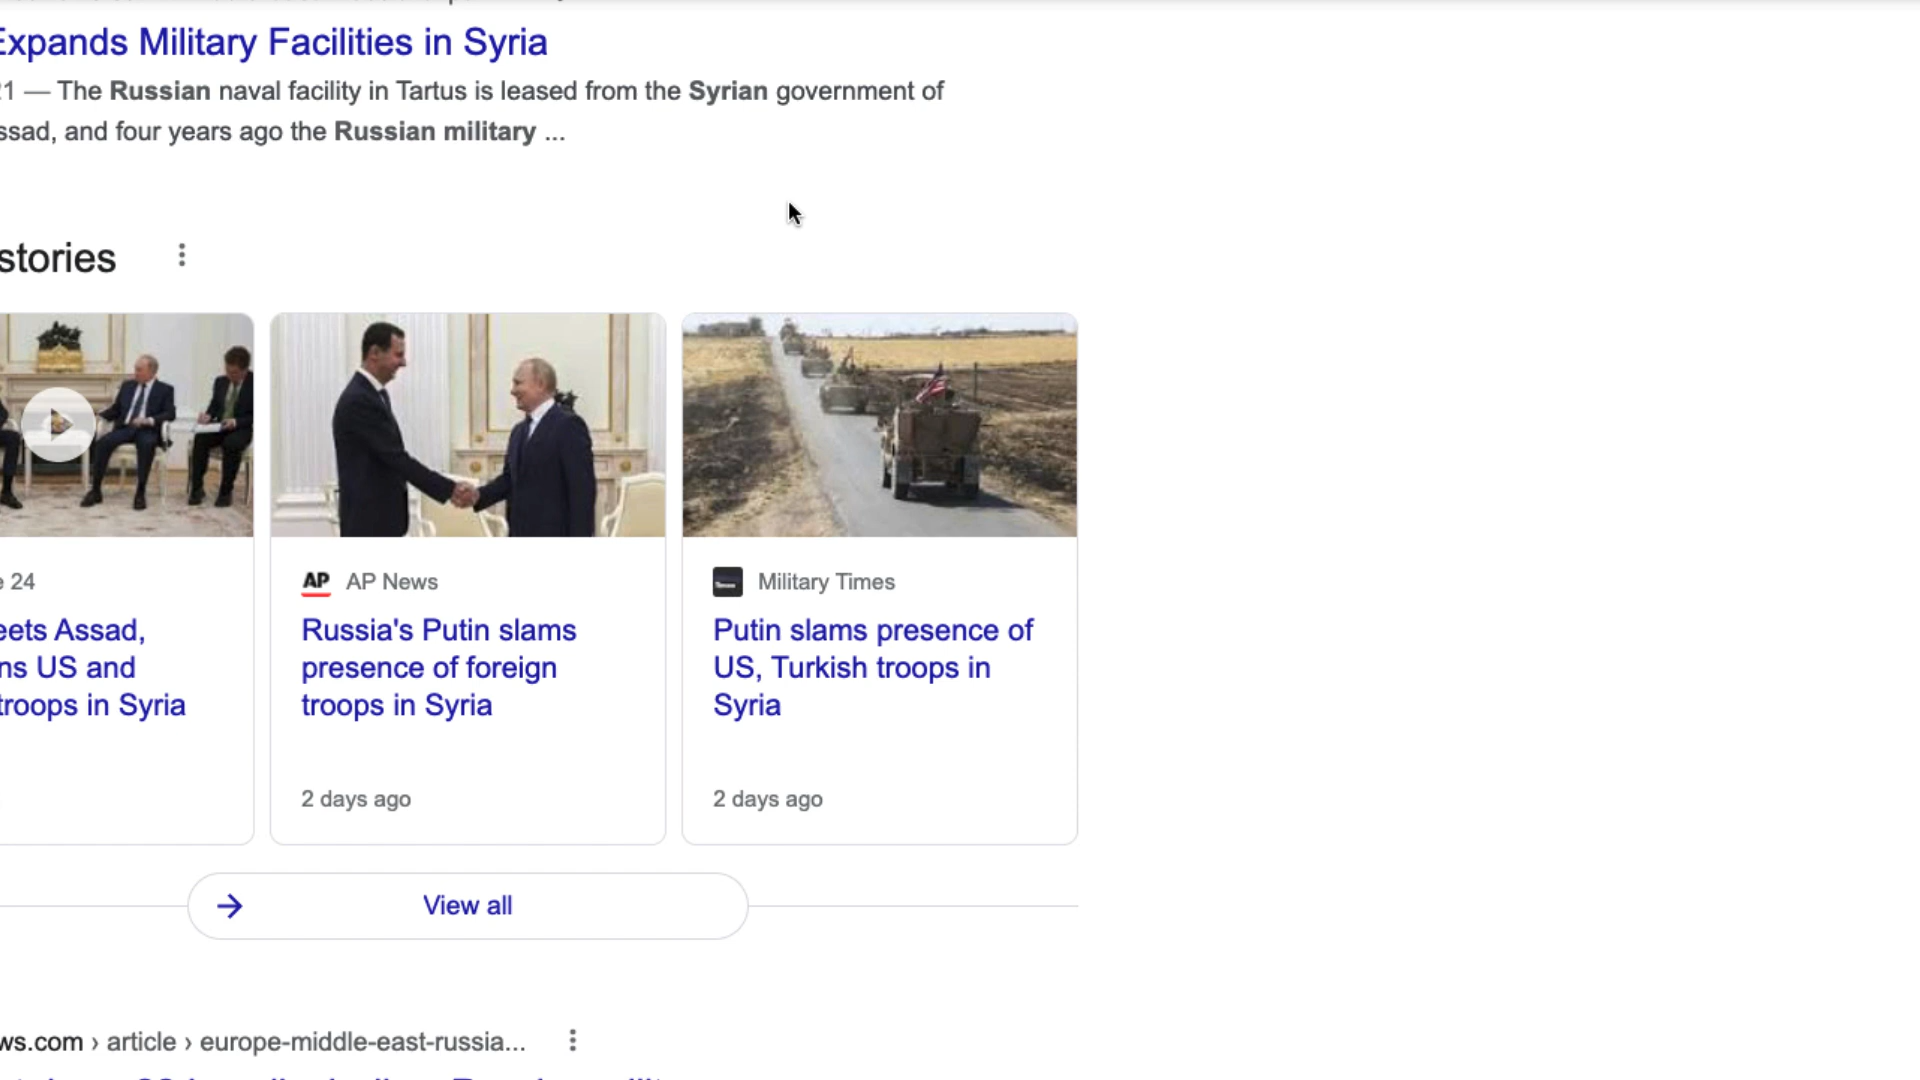 Expands Military Facilities in Syria
21 — The Russian naval facility in Tartus is leased from the Syrian government of
ssad, and four years ago the Russian military ...
stories
AP AP News
Military Times
e 24
eets Assad,
ns US and
troops in Syria
Russia's Putin slams
presence of foreign
troops in Syria
2 days ago
Putin slams presence of
US, Turkish troops in
Syria
2 days ago
View all
ws.com › article › europe-middle-east-russia...